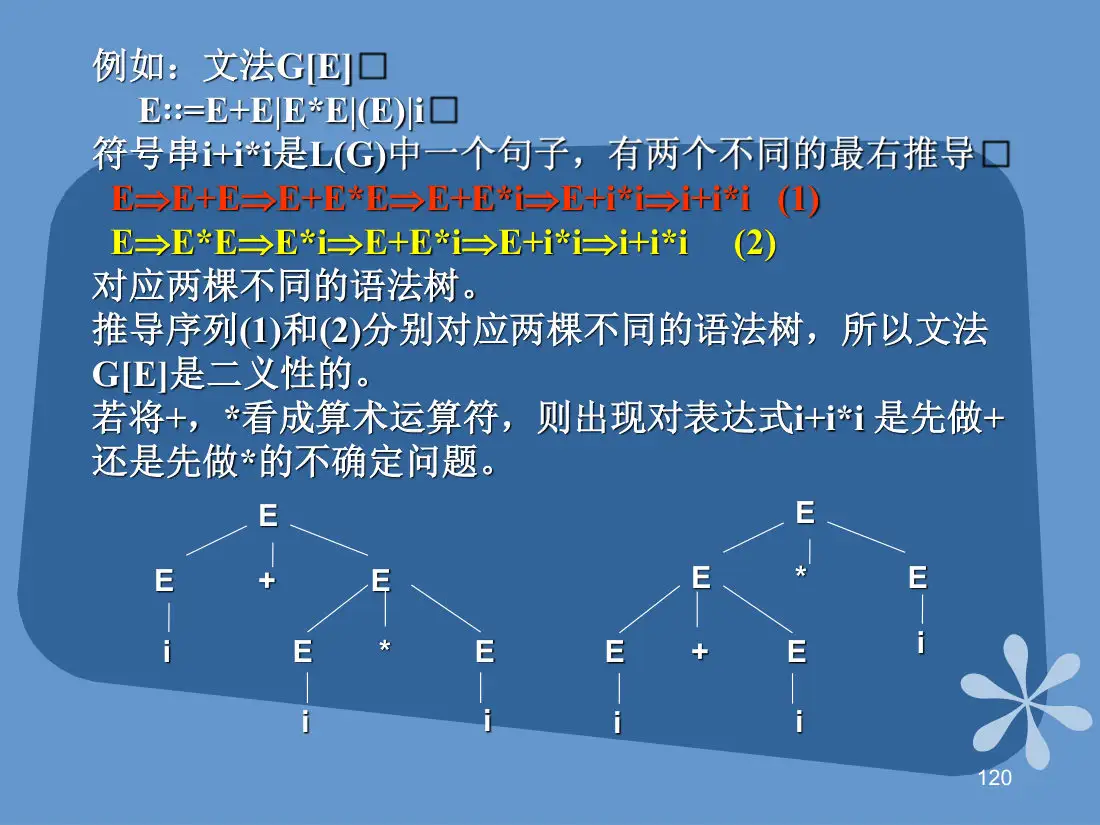 例如：文法G[E]□
E::=E+E|E*E|(E)|i□
符号串i+i*i是L(G)中一个句子，有两个不同的最右推导□
E⇒E+E⇒E+E*E⇒E+E*i⇒E+i*i⇒i+i*i (1)
E⇒E*E⇒E*i⇒E+E*i⇒E+i*i⇒i+i*i (2)
对应两棵不同的语法树。
推导序列(1)和(2)分别对应两棵不同的语法树，所以文法
G[E]是二义性的。
若将+，*看成算术运算符，则出现对表达式i+i*i 是先做+
还是先做*的不确定问题。
E E
E + E E * E
i E * E E + E i
i i i i
120